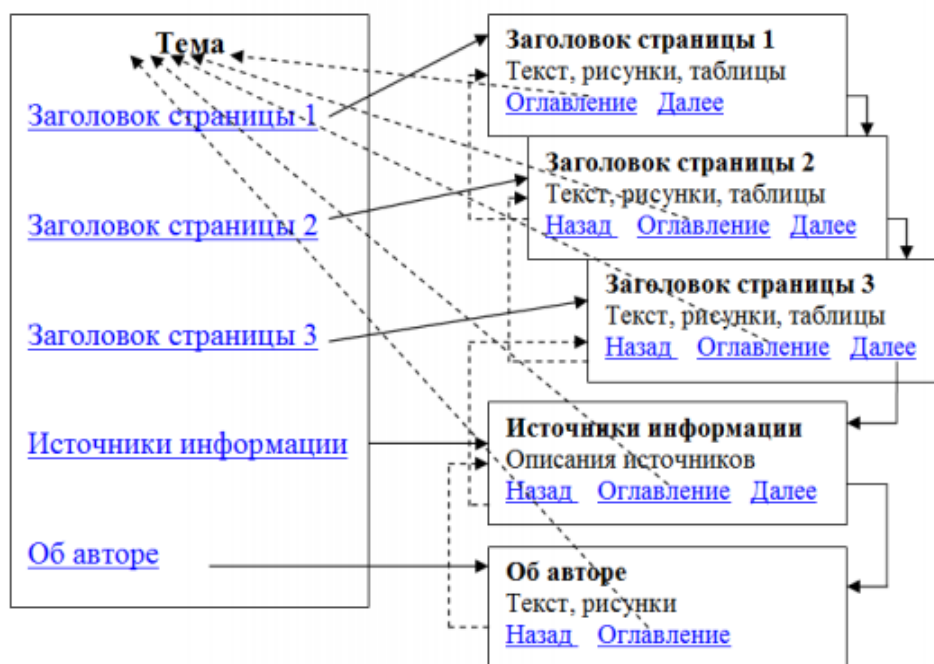 Тема
Заголовок страницы 1
Заголовок страницы 2
Заголовок страницы 3
Источники информации
Об авторе
Заголовок страницы 1
Текст, рисунки, таблицы
Оглавление Далее
Заголовок страницы 2
Текст, рисунки, таблицы
Назад Оглавление Далее
Заголовок страницы 3
Текст, рисунки, таблицы
Назад Оглавление Далее
Источники информации
Описания источников
Назад Оглавление Далее
Об авторе
Текст, рисунки
Назад Оглавление